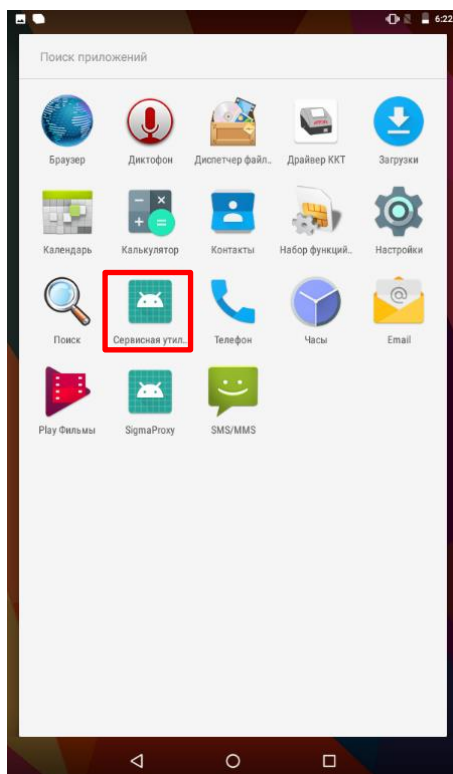 6:22
Поиск приложений
Браузер
Диктофон
Диспетчер файл..
Драйвер ККТ
Загрузки
Календарь
Калькулятор
Контакты
Набор функций..
Настройки
Поиск
Сервисная утил..
Телефон
Часы
Email
Play Фильмы
SigmaProxy
SMS/MMS